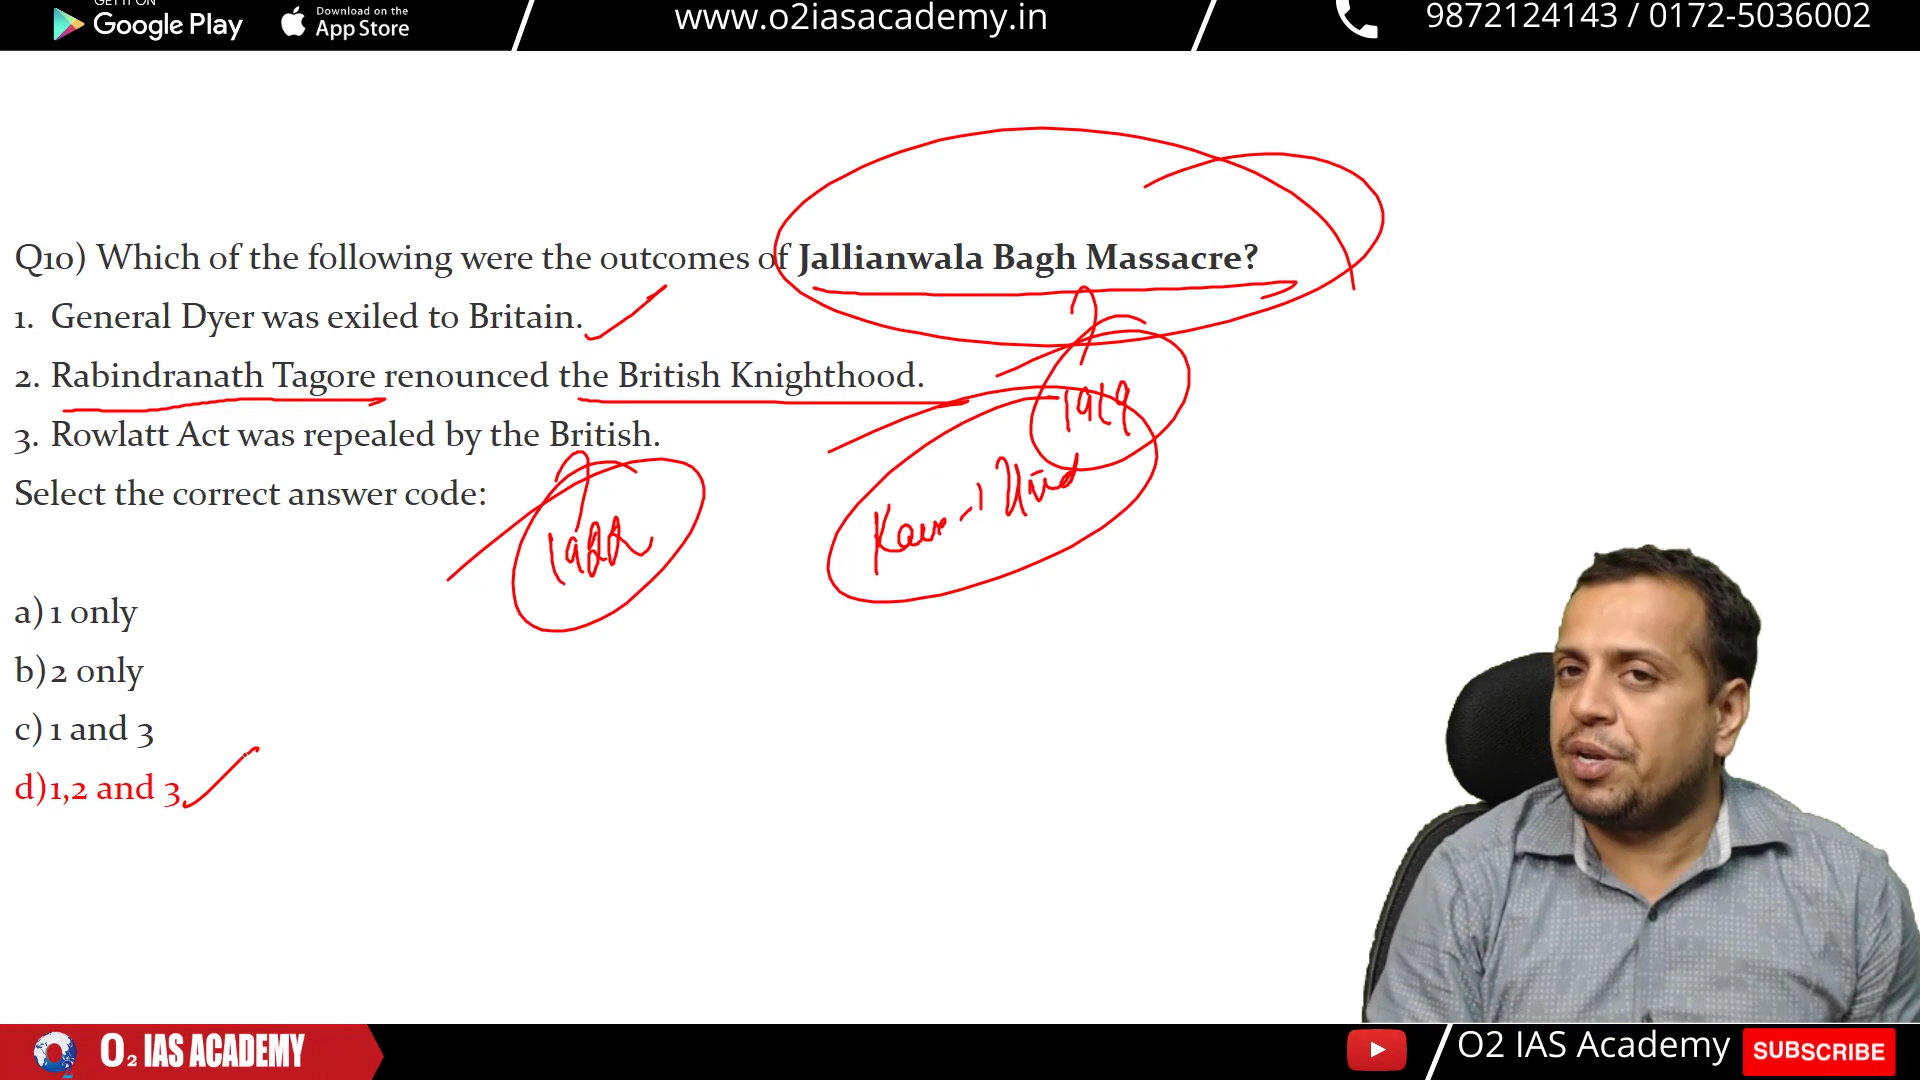 GET IT ON
Google Play
Download on the
App Store
www.o2iasacademy.in
9872124143 / 0172-5036002
Q10) Which of the following were the outcomes of Jallianwala Bagh Massacre?
1. General Dyer was exiled to Britain.
2. Rabindranath Tagore renounced the British Knighthood.
1919
3. Rowlatt Act was repealed by the British.
Select the correct answer code:
1922
a) 1 only
b) 2 only
c) 1 and 3
d) 1,2 and 3
O2 IAS ACADEMY
O2 IAS Academy
SUBSCRIBE